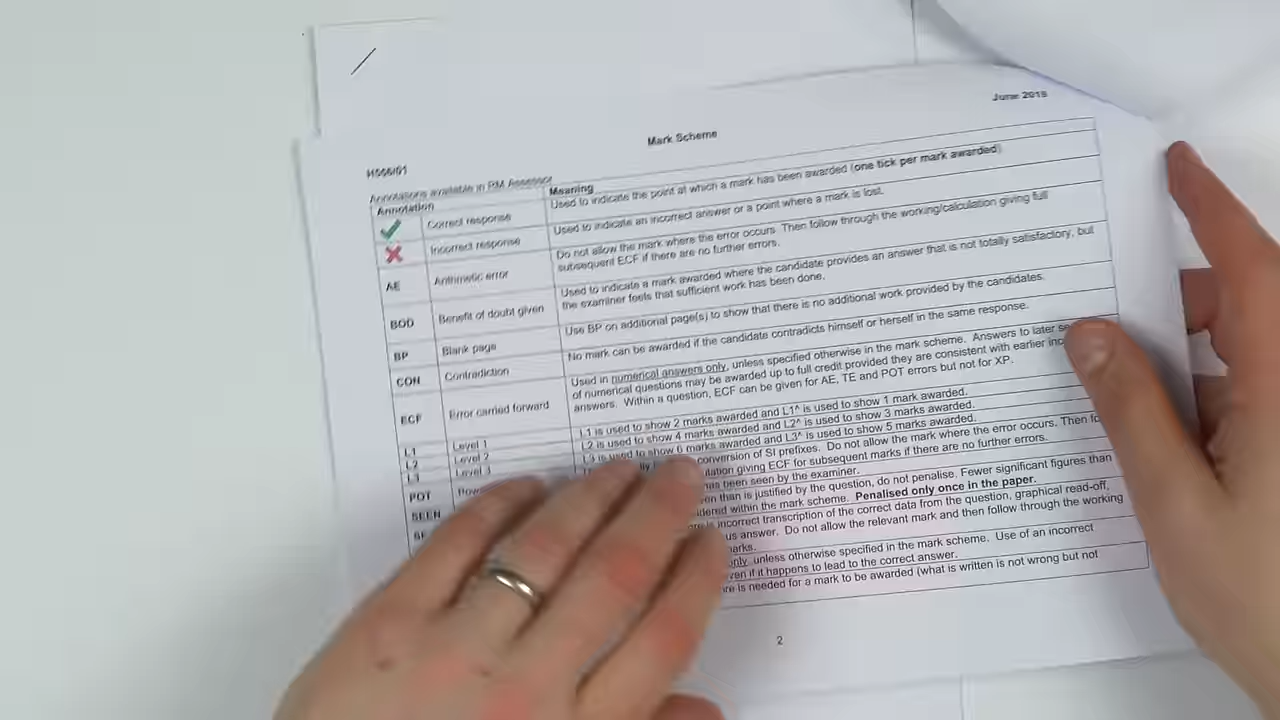 June 2018
Mark Scheme
H556/01
Annotations available in RM Assessor
Annotation Meaning
Correct response Used to indicate the point at which a mark has been awarded (one tick per mark awarded)
Incorrect response Used to indicate an incorrect answer or a point where a mark is lost.
AE Arithmetic error Do not allow the mark where the error occurs. Then follow through the working/calculation giving full
subsequent ECF if there are no further errors.
BOD Benefit of doubt given Used to indicate a mark awarded where the candidate provides an answer that is not totally satisfactory, but
the examiner feels that sufficient work has been done.
BP Blank page Use BP on additional page(s) to show that there is no additional work provided by the candidates.
CON Contradiction No mark can be awarded if the candidate contradicts himself or herself in the same response.
ECF Error carried forward Used in numerical answers only, unless specified otherwise in the mark scheme. Answers to later
of numerical questions may be awarded up to full credit provided they are consistent with earlier
answers. Within a question, ECF can be given for AE, TE and POT errors but not for XP.
L1 Level 1 L1 is used to show 2 marks awarded and L1^ is used to show 1 mark awarded.
L2 Level 2 L2 is used to show 4 marks awarded and L2^ is used to show 3 marks awarded.
L3 Level 3 L3 is used to show 6 marks awarded and L3^ is used to show 5 marks awarded.
POT conversion of SI prefixes. Do not allow the mark where the error occurs. Then
giving ECF for subsequent marks if there are no further errors.
SEEN has been seen by the examiner.
than is justified by the question, do not penalise. Fewer significant figures than
within the mark scheme. Penalised only once in the paper.
incorrect transcription of the correct data from the question, graphical read-off,
answer. Do not allow the relevant mark and then follow through the working
marks.
only, unless otherwise specified in the mark scheme. Use of an incorrect
even if it happens to lead to the correct answer.
is needed for a mark to be awarded (what is written is not wrong but not
2